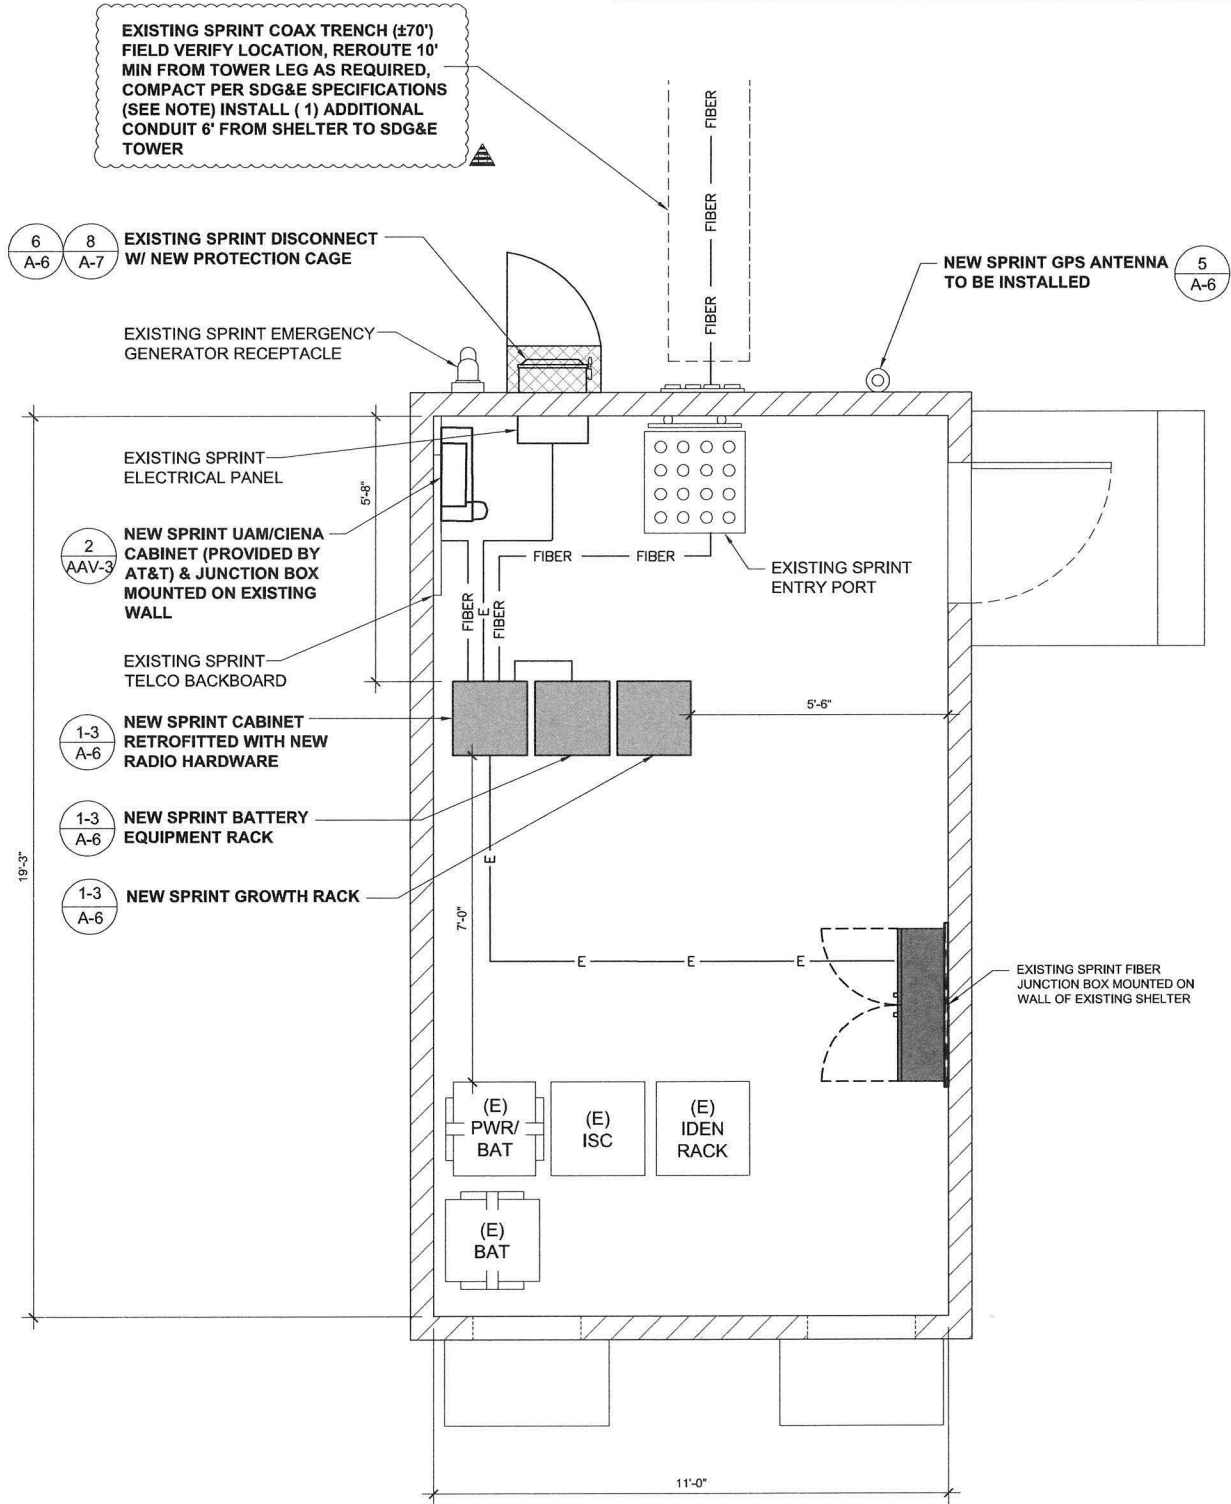 EXISTING SPRINT COAX TRENCH (±70')
FIELD VERIFY LOCATION, REROUTE 10'
MIN FROM TOWER LEG AS REQUIRED,
COMPACT PER SDG&E SPECIFICATIONS
(SEE NOTE) INSTALL ( 1) ADDITIONAL
CONDUIT 6' FROM SHELTER TO SDG&E
TOWER
FIBER
FIBER
FIBER
6
A-6
8
A-7
EXISTING SPRINT DISCONNECT
W/ NEW PROTECTION CAGE
NEW SPRINT GPS ANTENNA
TO BE INSTALLED
5
A-6
EXISTING SPRINT EMERGENCY
GENERATOR RECEPTACLE
EXISTING SPRINT
ELECTRICAL PANEL
5'-8"
2
AAV-3
NEW SPRINT UAM/CIENA
CABINET (PROVIDED BY
AT&T) & JUNCTION BOX
MOUNTED ON EXISTING
WALL
FIBER
FIBER
EXISTING SPRINT
ENTRY PORT
FIBER
E
FIBER
EXISTING SPRINT
TELCO BACKBOARD
1-3
A-6
NEW SPRINT CABINET
RETROFITTED WITH NEW
RADIO HARDWARE
5'-6"
1-3
A-6
NEW SPRINT BATTERY
EQUIPMENT RACK
E
19'-3"
1-3
A-6
NEW SPRINT GROWTH RACK
7'-0"
E
E
E
EXISTING SPRINT FIBER
JUNCTION BOX MOUNTED ON
WALL OF EXISTING SHELTER
(E)
PWR/
BAT
(E)
ISC
(E)
IDEN
RACK
(E)
BAT
11'-0"